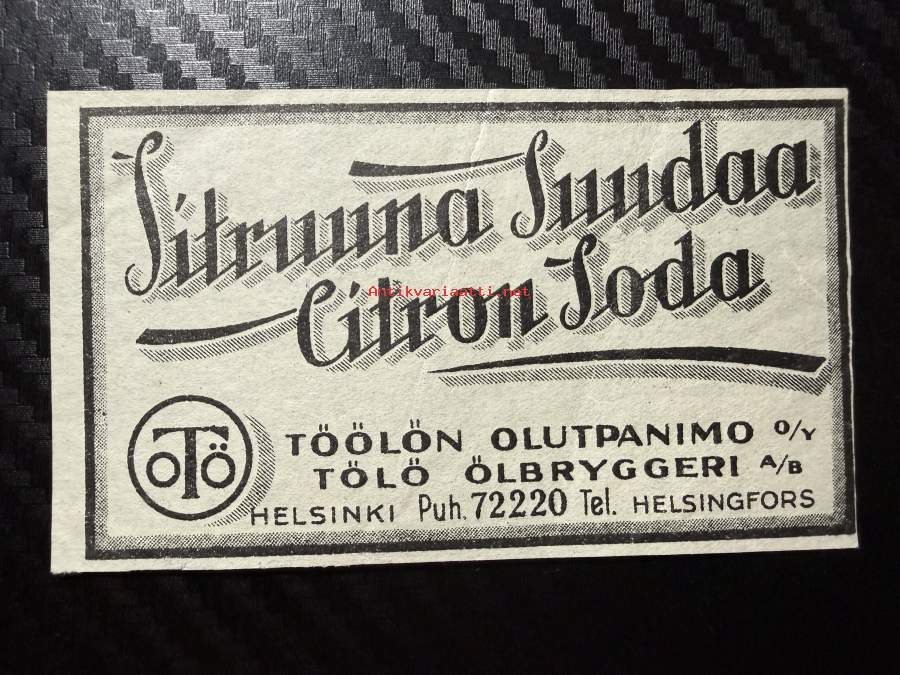 Sitruuna Suudaa
Citron Soda
Antikvariaatti.net
OTÖ
TÖÖLÖN OLUTPANIMO O/Y
TÖLÖ ÖLBRYGGERI A/B
HELSINKI Puh. 72220 Tel. HELSINGFORS